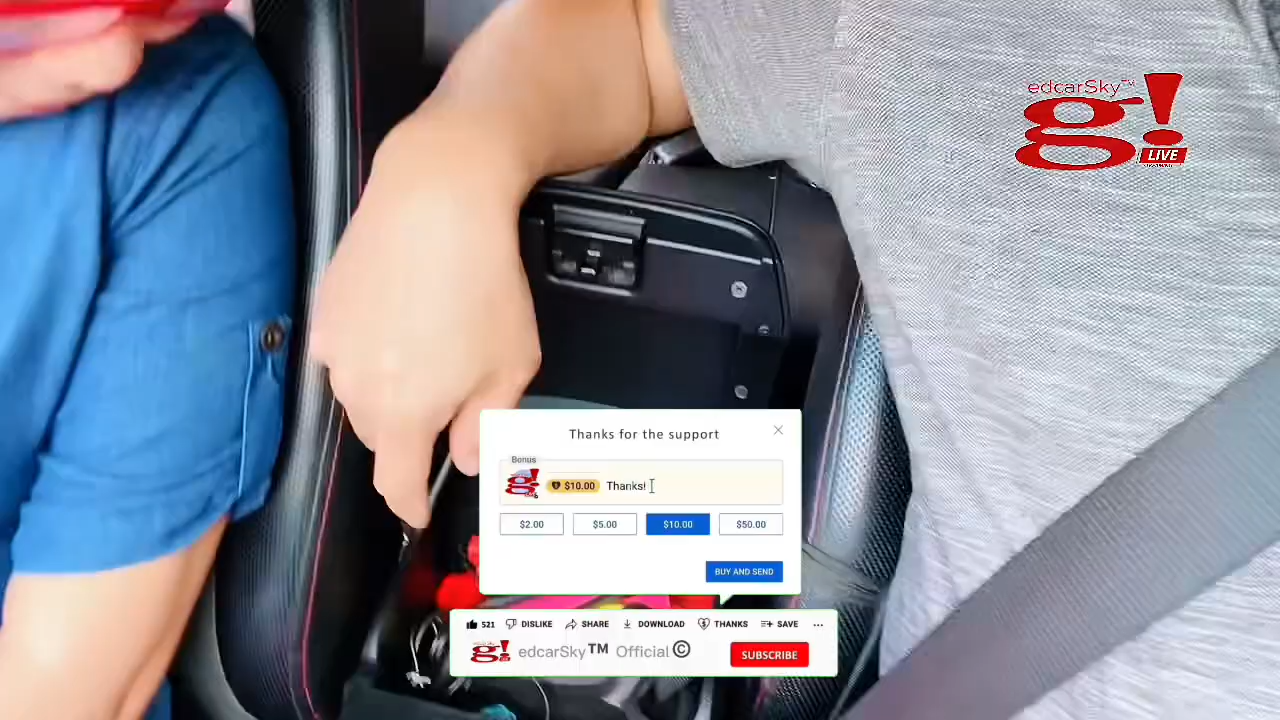 edcarSky™
g!
LIVE
Thanks for the support
Bonus
g!
$10.00 Thanks!
$2.00 $5.00 $10.00 $50.00
BUY AND SEND
521 DISLIKE SHARE DOWNLOAD THANKS SAVE ...
g! edcarSky™ Official © SUBSCRIBE